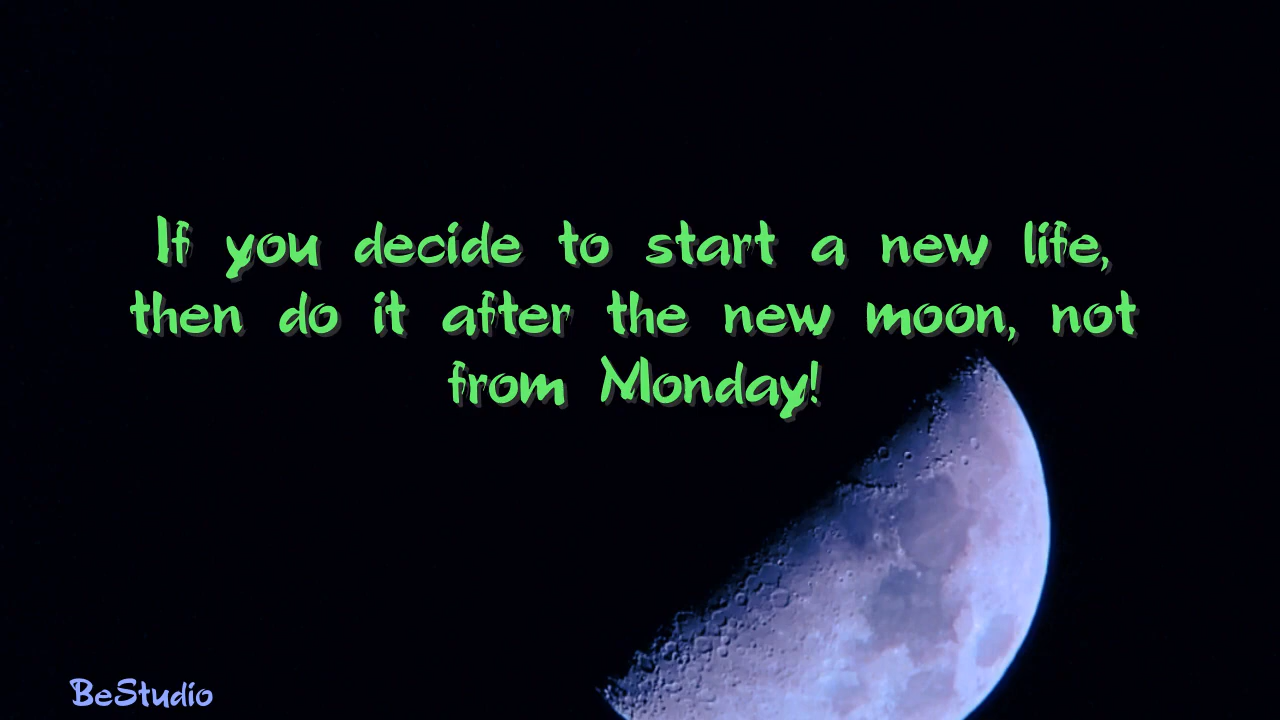 If you decide to start a new life,
then do it after the new moon, not
from Monday!
BeStudio